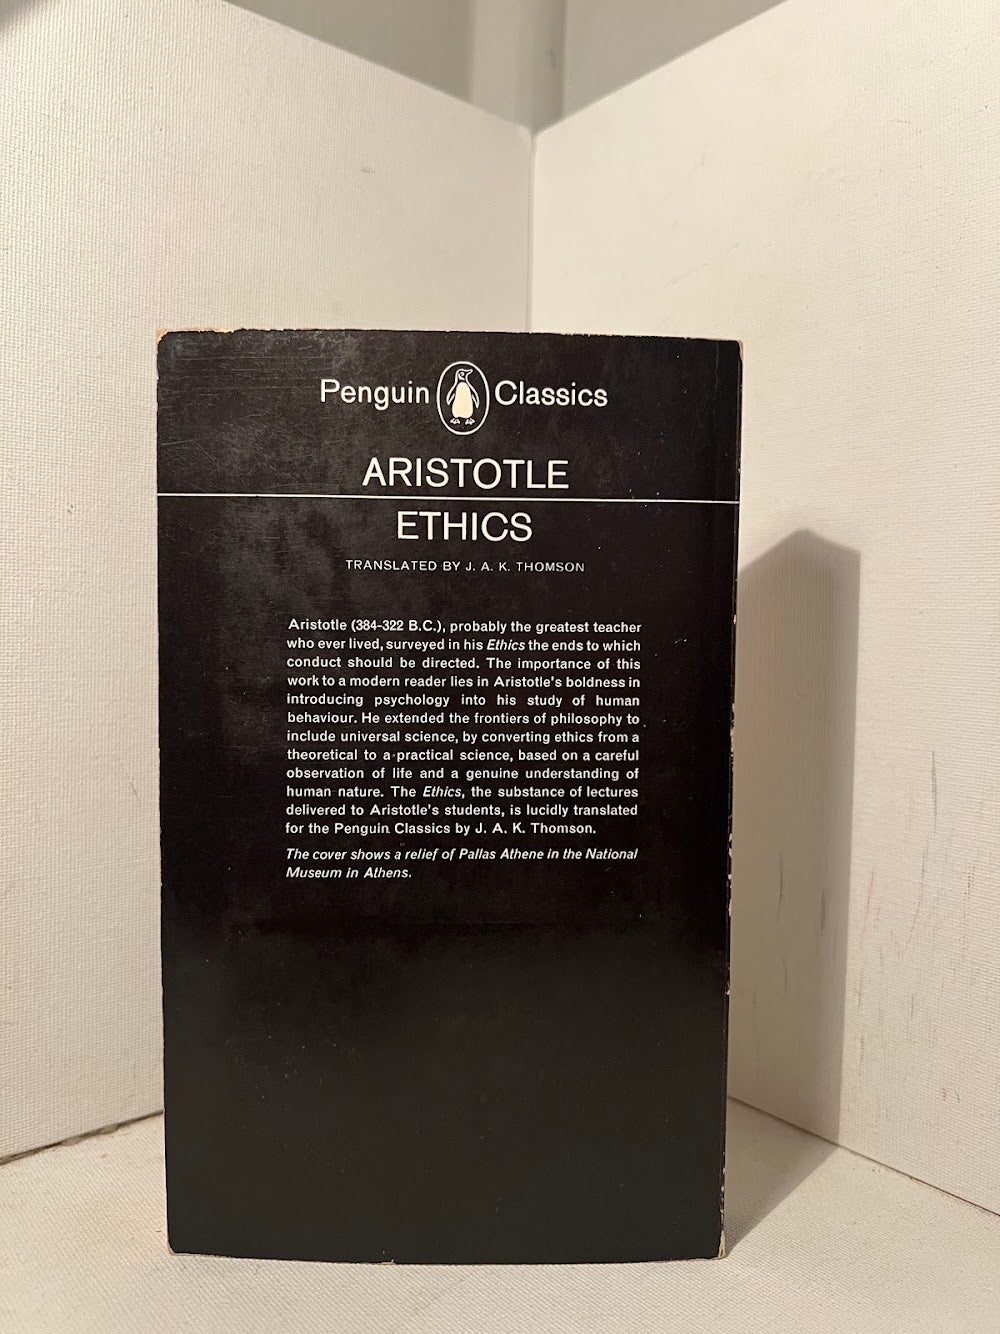 Penguin Classics
ARISTOTLE
ETHICS
TRANSLATED BY J. A. K. THOMSON
Aristotle (384-322 B.C.), probably the greatest teacher
who ever lived, surveyed in his Ethics the ends to which
conduct should be directed. The importance of this
work to a modern reader lies in Aristotle's boldness in
introducing psychology into his study of human
behaviour. He extended the frontiers of philosophy to
include universal science, by converting ethics from a
theoretical to a practical science, based on a careful
observation of life and a genuine understanding of
human nature. The Ethics, the substance of lectures
delivered to Aristotle's students, is lucidly translated
for the Penguin Classics by J. A. K. Thomson.
The cover shows a relief of Pallas Athene in the National
Museum in Athens.